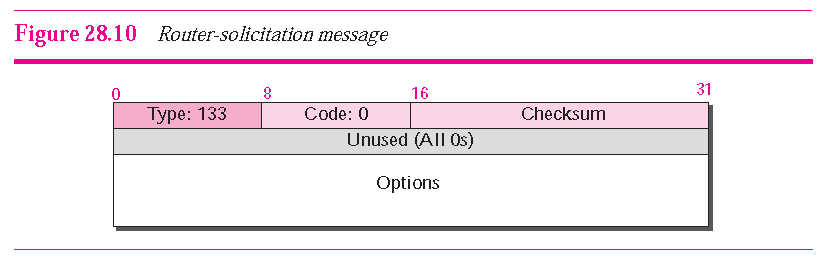 Figure 28.10 Router-solicitation message
0 8 16 31
Type: 133 Code: 0 Checksum
Unused (All 0s)
Options